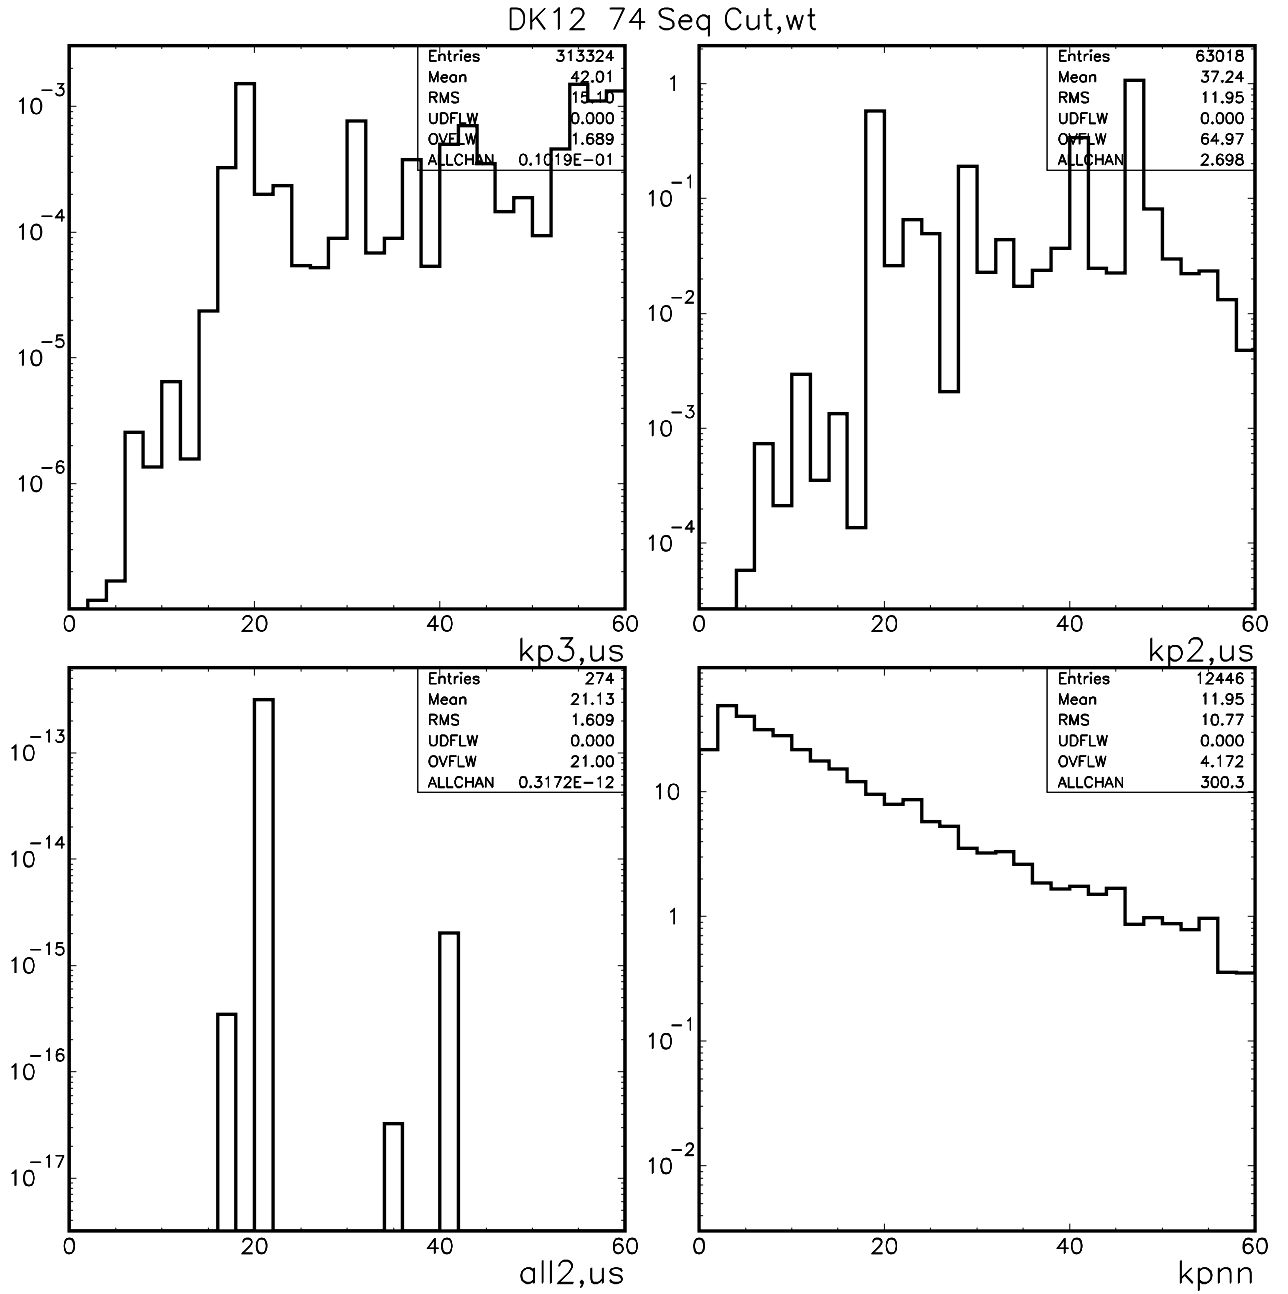 DK12 74 Seq Cut,wt
Entries 313324
Mean 42.01
RMS 15.10
UDFLW 0.000
OVFLW 1.689
ALLCHAN 0.1019E-01
10^-3
10^-4
10^-5
10^-6
0 20 40 60
kp3,us
Entries 63018
Mean 37.24
RMS 11.95
UDFLW 0.000
OVFLW 64.97
ALLCHAN 2.698
1
10^-1
10^-2
10^-3
10^-4
0 20 40 60
kp2,us
Entries 274
Mean 21.13
RMS 1.609
UDFLW 0.000
OVFLW 21.00
ALLCHAN 0.3172E-12
10^-13
10^-14
10^-15
10^-16
10^-17
0 20 40 60
all2,us
Entries 12446
Mean 11.95
RMS 10.77
UDFLW 0.000
OVFLW 4.172
ALLCHAN 300.3
10
1
10^-1
10^-2
0 20 40 60
kpnn